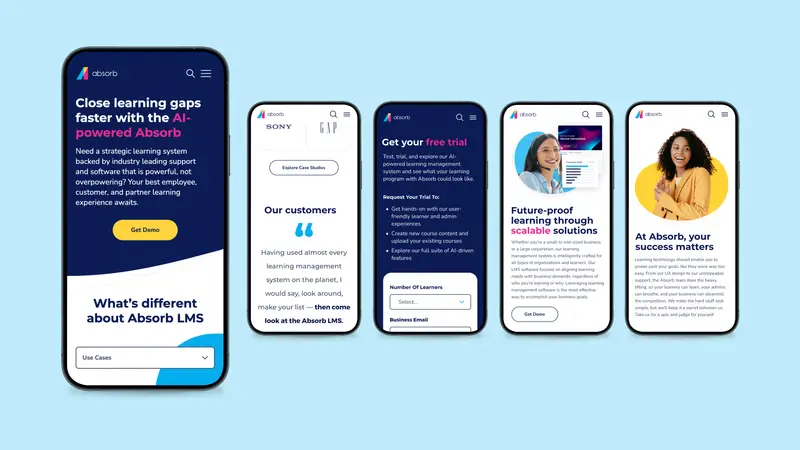 absorb
Close learning gaps
faster with the AI-
powered Absorb
Need a strategic learning system
backed by industry leading support
and software that is powerful, not
overpowering? Your best employee,
customer, and partner learning
experience awaits.
Get Demo
What's different
about Absorb LMS
Use Cases
absorb
SONY
GAP
Explore Case Studies
Our customers
“
Having used almost every
learning management
system on the planet, I
would say, look around,
make your list — then come
look at the Absorb LMS.
absorb
Get your free trial
Test, trial, and explore our AI-
powered learning management
system and see what your learning
program with Absorb could look like.
Request Your Trial To:
• Get hands-on with our user-
friendly learner and admin
experiences
• Create new course content and
upload your existing courses
• Explore our full suite of AI-driven
features
Number Of Learners
Select...
Business Email
absorb
Future-proof
learning through
scalable solutions
Whether you're a small to mid sized business
or a large corporation, our learning
management system is intelligently crafted for
all types of organizations and learners. Our
LMS software focuses on aligning learning
needs with business demands, regardless of
who you're training or why. Leveraging learning
management software is the most effective
way to accomplish your business goals.
Get Demo
absorb
At Absorb, your
success matters
Learning technology should enable you to
power past your goals like they were way too
easy. From our UX design to our unstoppable
support, the Absorb team does the heavy
lifting, so your learners can learn, your admins
can breathe, and your business can steamroll
the competition. We make the hard stuff look
simple, but we'll keep it a secret between us.
Take us for a spin and judge for yourself!